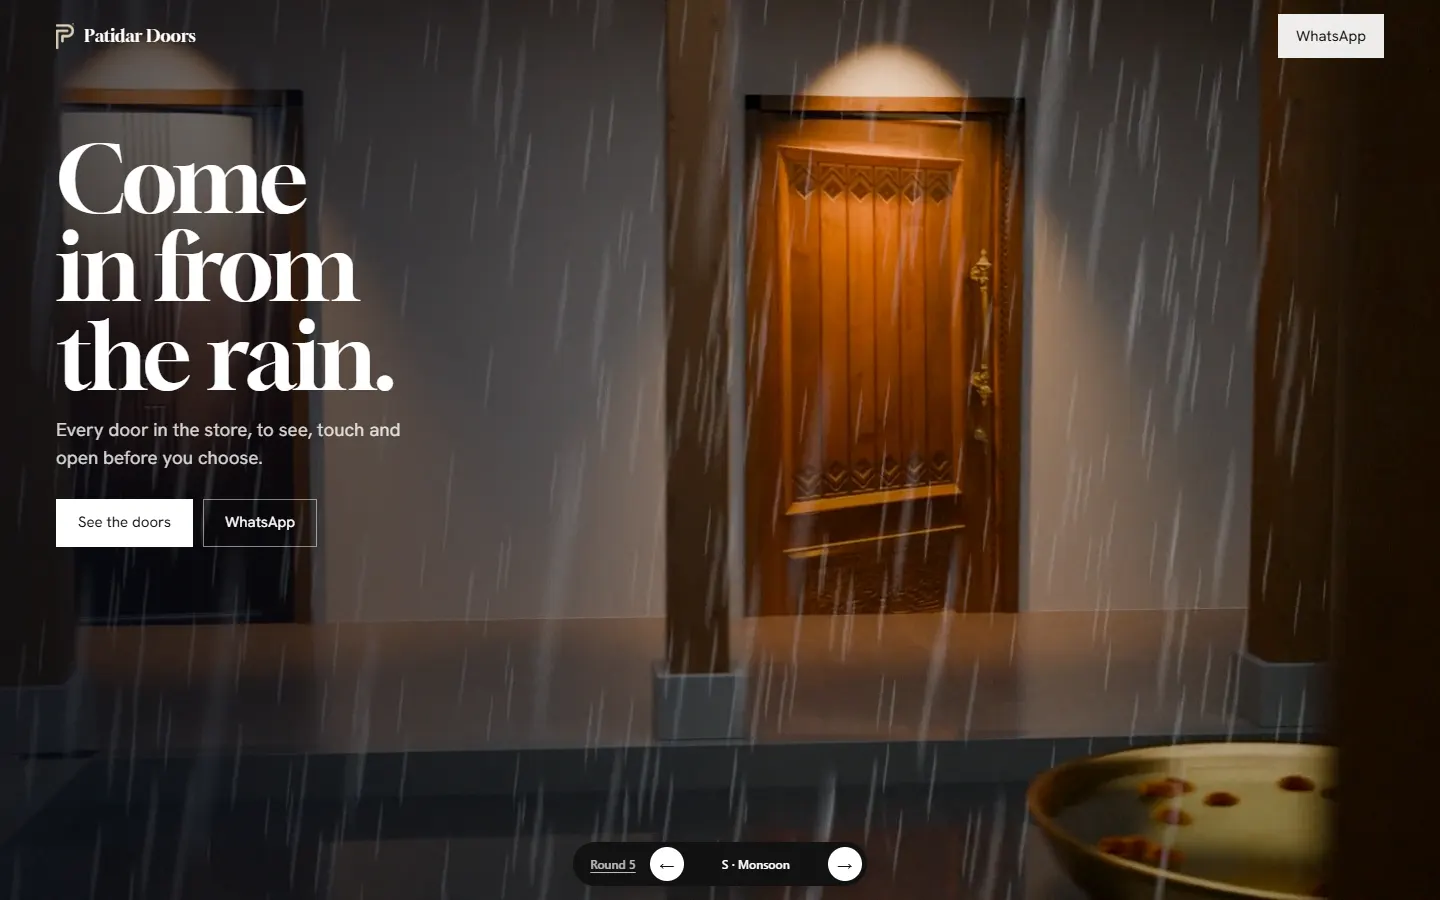 Patidar Doors
WhatsApp
Come
in from
the rain.
Every door in the store, to see, touch and
open before you choose.
See the doors
WhatsApp
Round 5
←
S · Monsoon
→